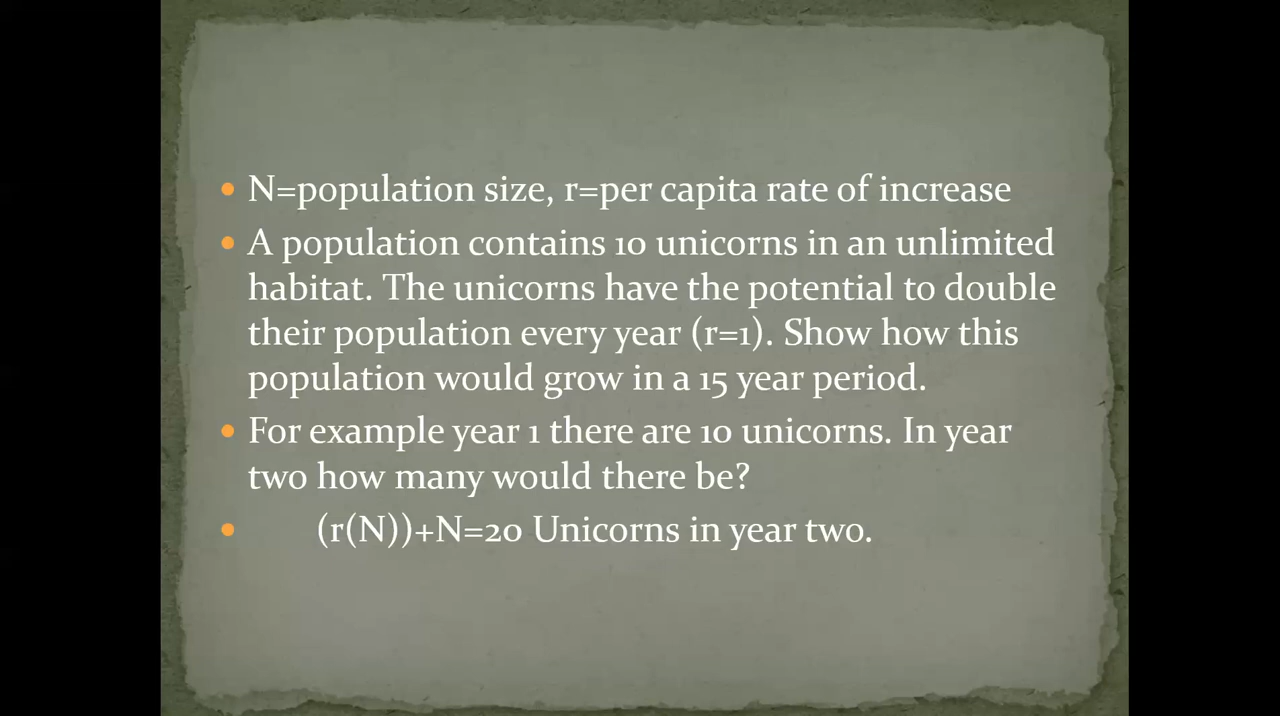 N=population size, r=per capita rate of increase
A population contains 10 unicorns in an unlimited
habitat. The unicorns have the potential to double
their population every year (r=1). Show how this
population would grow in a 15 year period.
For example year 1 there are 10 unicorns. In year
two how many would there be?
(r(N))+N=20 Unicorns in year two.